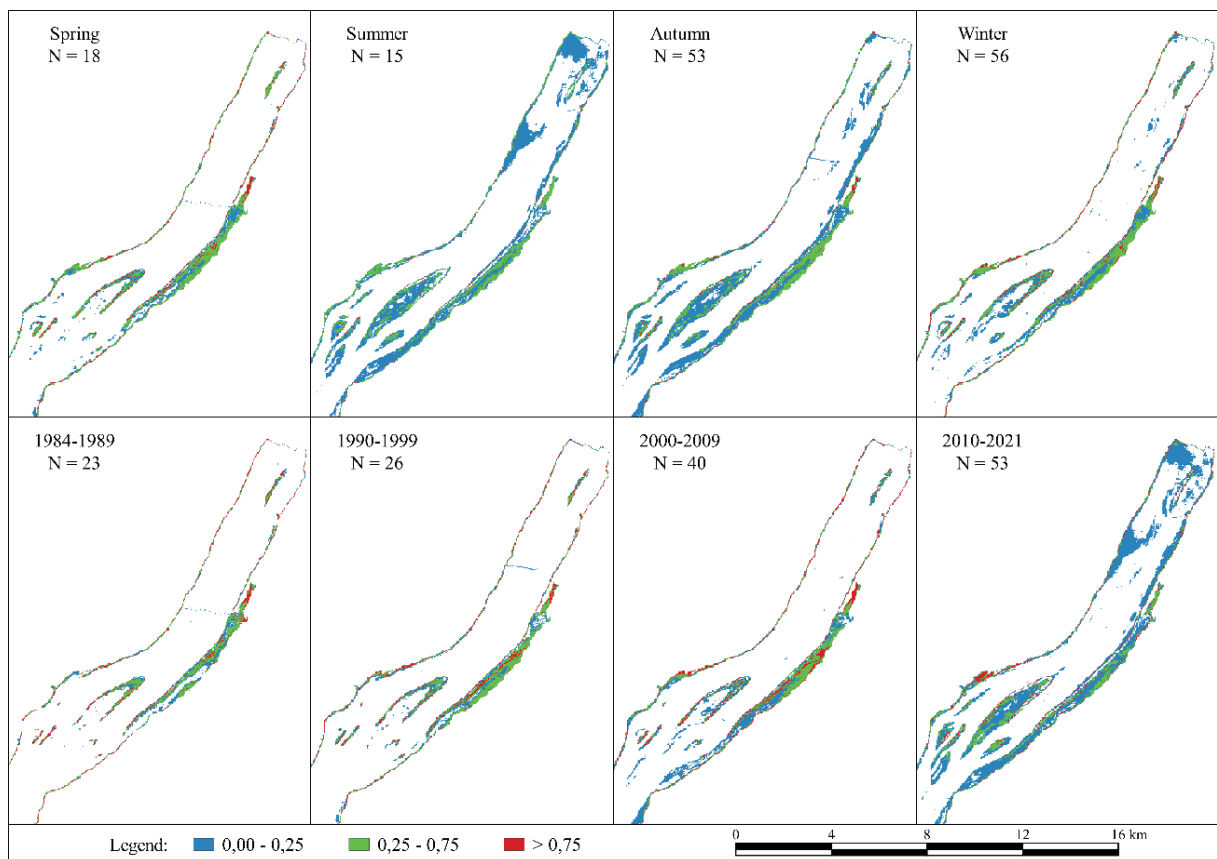 Spring
N = 18
Summer
N = 15
Autumn
N = 53
Winter
N = 56
1984-1989
N = 23
1990-1999
N = 26
2000-2009
N = 40
2010-2021
N = 53
Legend: 0,00 - 0,25 0,25 - 0,75 > 0,75
0 4 8 12 16 km